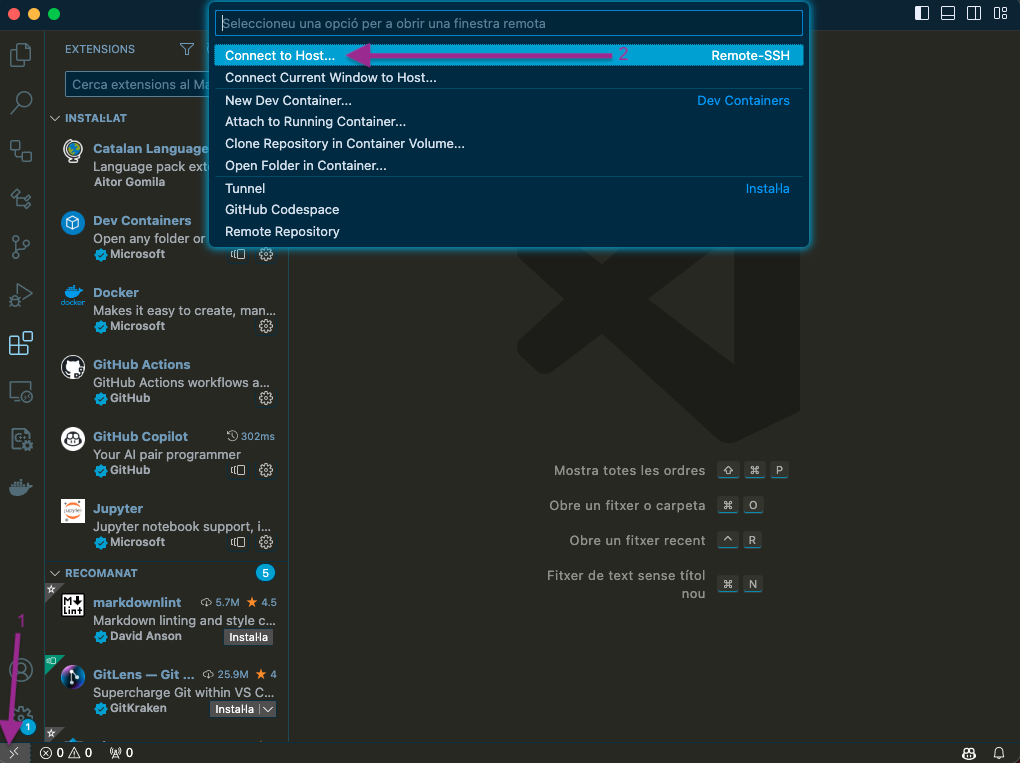 Seleccioneu una opció per a obrir una finestra remota
Connect to Host... 2 Remote-SSH
Connect Current Window to Host...
New Dev Container... Dev Containers
Attach to Running Container...
Clone Repository in Container Volume...
Open Folder in Container...
Tunnel Instal·la
GitHub Codespace
Remote Repository
EXTENSIONS
Cerca extensions al Ma
INSTAL·LAT
Catalan Language
Language pack exte
Aitor Gomila
Dev Containers
Open any folder or
Microsoft
Docker
docker
Makes it easy to create, man...
Microsoft
GitHub Actions
GitHub Actions workflows a...
GitHub
GitHub Copilot 302ms
Your AI pair programmer
GitHub
Jupyter
jupyter
Jupyter notebook support, i...
Microsoft
RECOMANAT 5
markdownlint 5.7M 4.5
M Lint
Markdown linting and style c...
David Anson Instal·la
GitLens — Git ... 25.9M 4
Supercharge Git within VS C...
GitKraken Instal·la
1
1
Mostra totes les ordres ⇧ ⌘ P
Obre un fitxer o carpeta ⌘ O
Obre un fitxer recent ^ R
Fitxer de text sense títol
nou ⌘ N
0 0 0